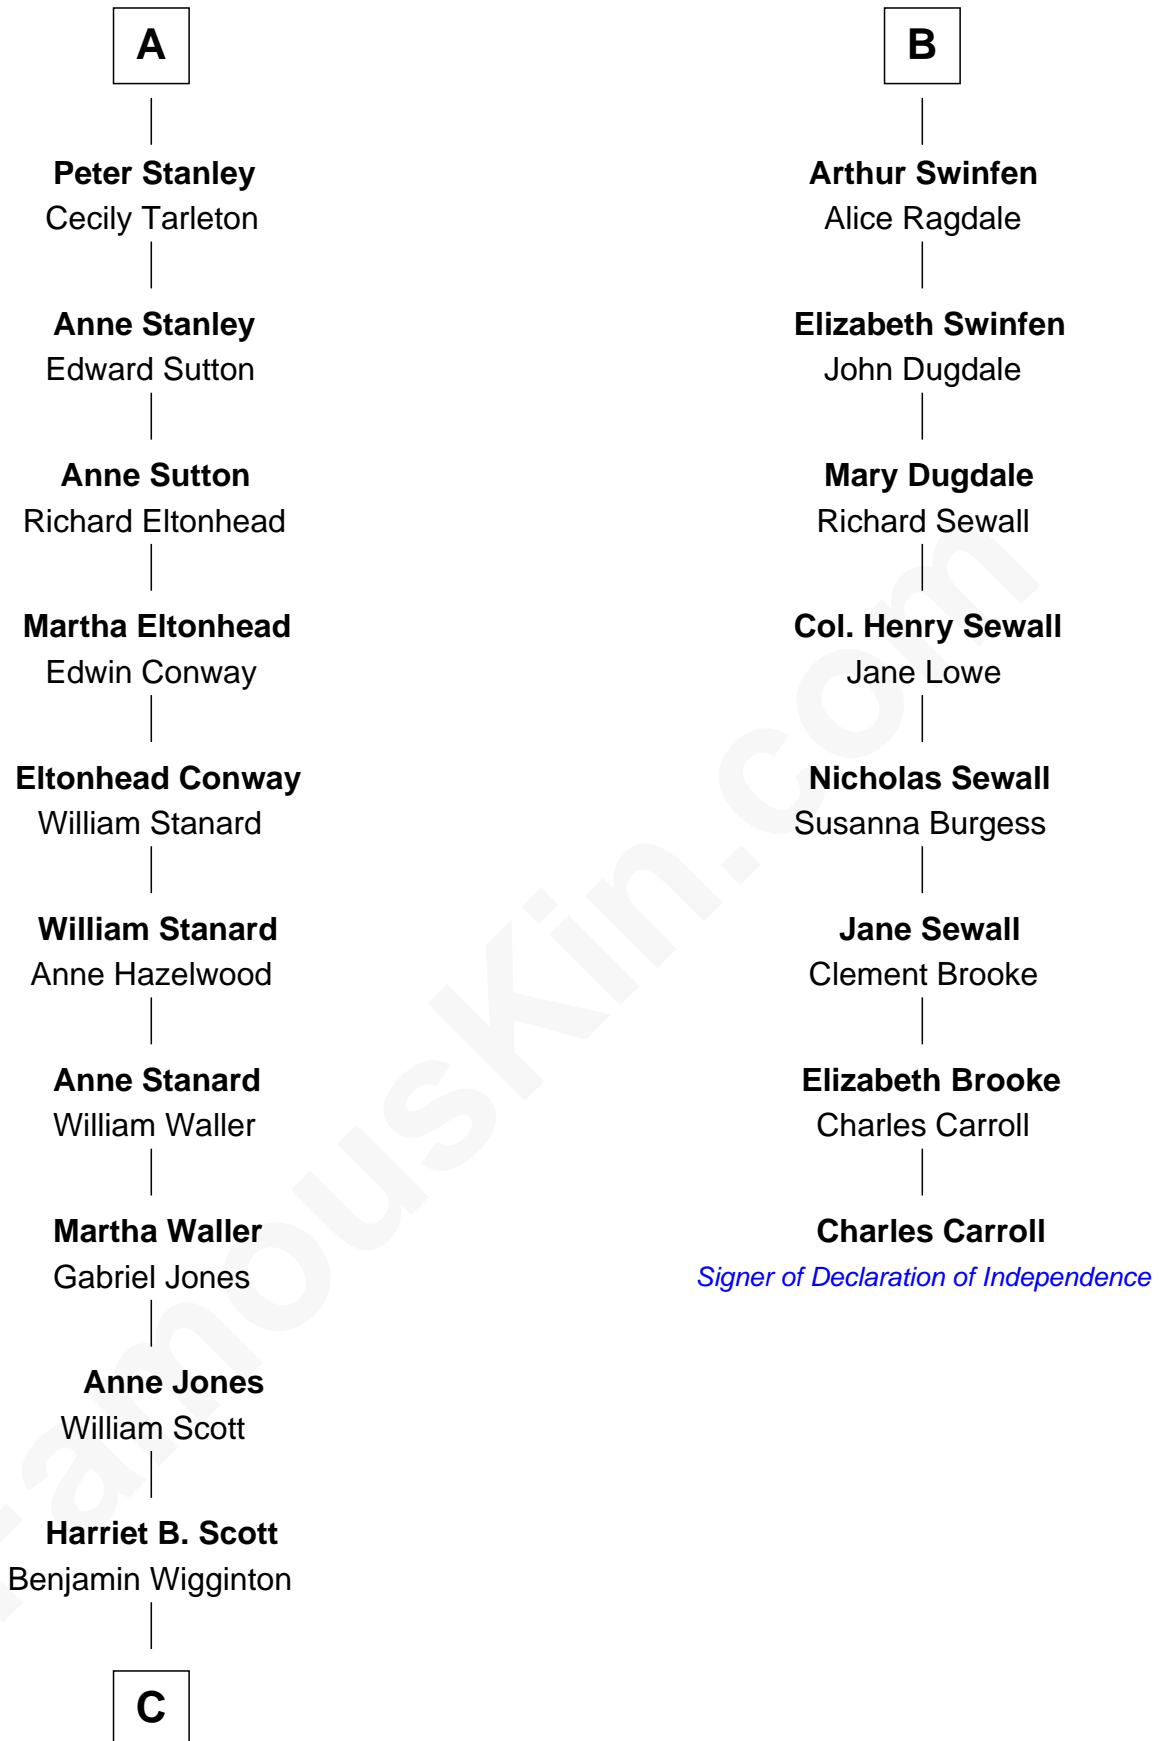 A
Peter Stanley
Cecily Tarleton
Anne Stanley
Edward Sutton
Anne Sutton
Richard Eltonhead
Martha Eltonhead
Edwin Conway
Eltonhead Conway
William Stanard
William Stanard
Anne Hazelwood
Anne Stanard
William Waller
Martha Waller
Gabriel Jones
Anne Jones
William Scott
Harriet B. Scott
Benjamin Wigginton
C
B
Arthur Swinfen
Alice Ragdale
Elizabeth Swinfen
John Dugdale
Mary Dugdale
Richard Sewall
Col. Henry Sewall
Jane Lowe
Nicholas Sewall
Susanna Burgess
Jane Sewall
Clement Brooke
Elizabeth Brooke
Charles Carroll
Charles Carroll
Signer of Declaration of Independence
FamousKin.com